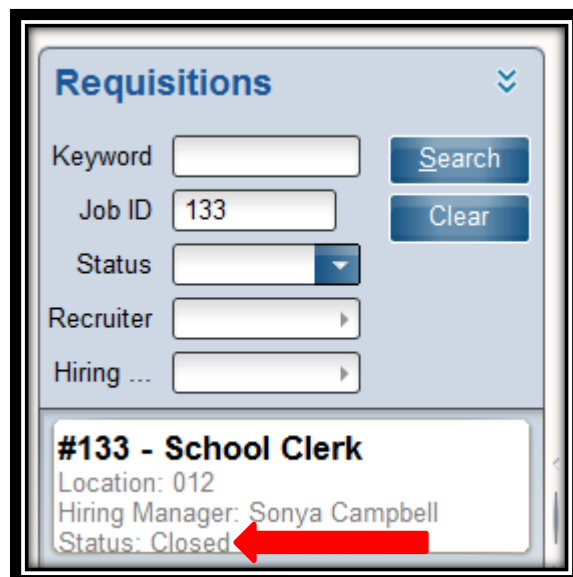 Requisitions
Keyword
Search
Job ID 133
Clear
Status
Recruiter
Hiring ...
#133 - School Clerk
Location: 012
Hiring Manager: Sonya Campbell
Status: Closed